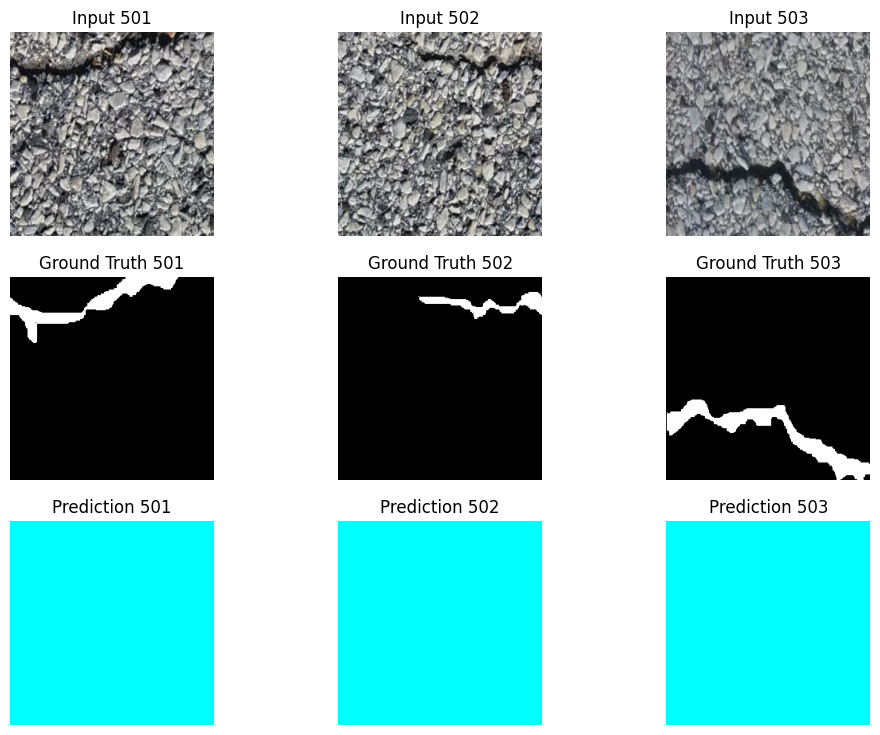 Input 501
Input 502
Input 503
Ground Truth 501
Ground Truth 502
Ground Truth 503
Prediction 501
Prediction 502
Prediction 503